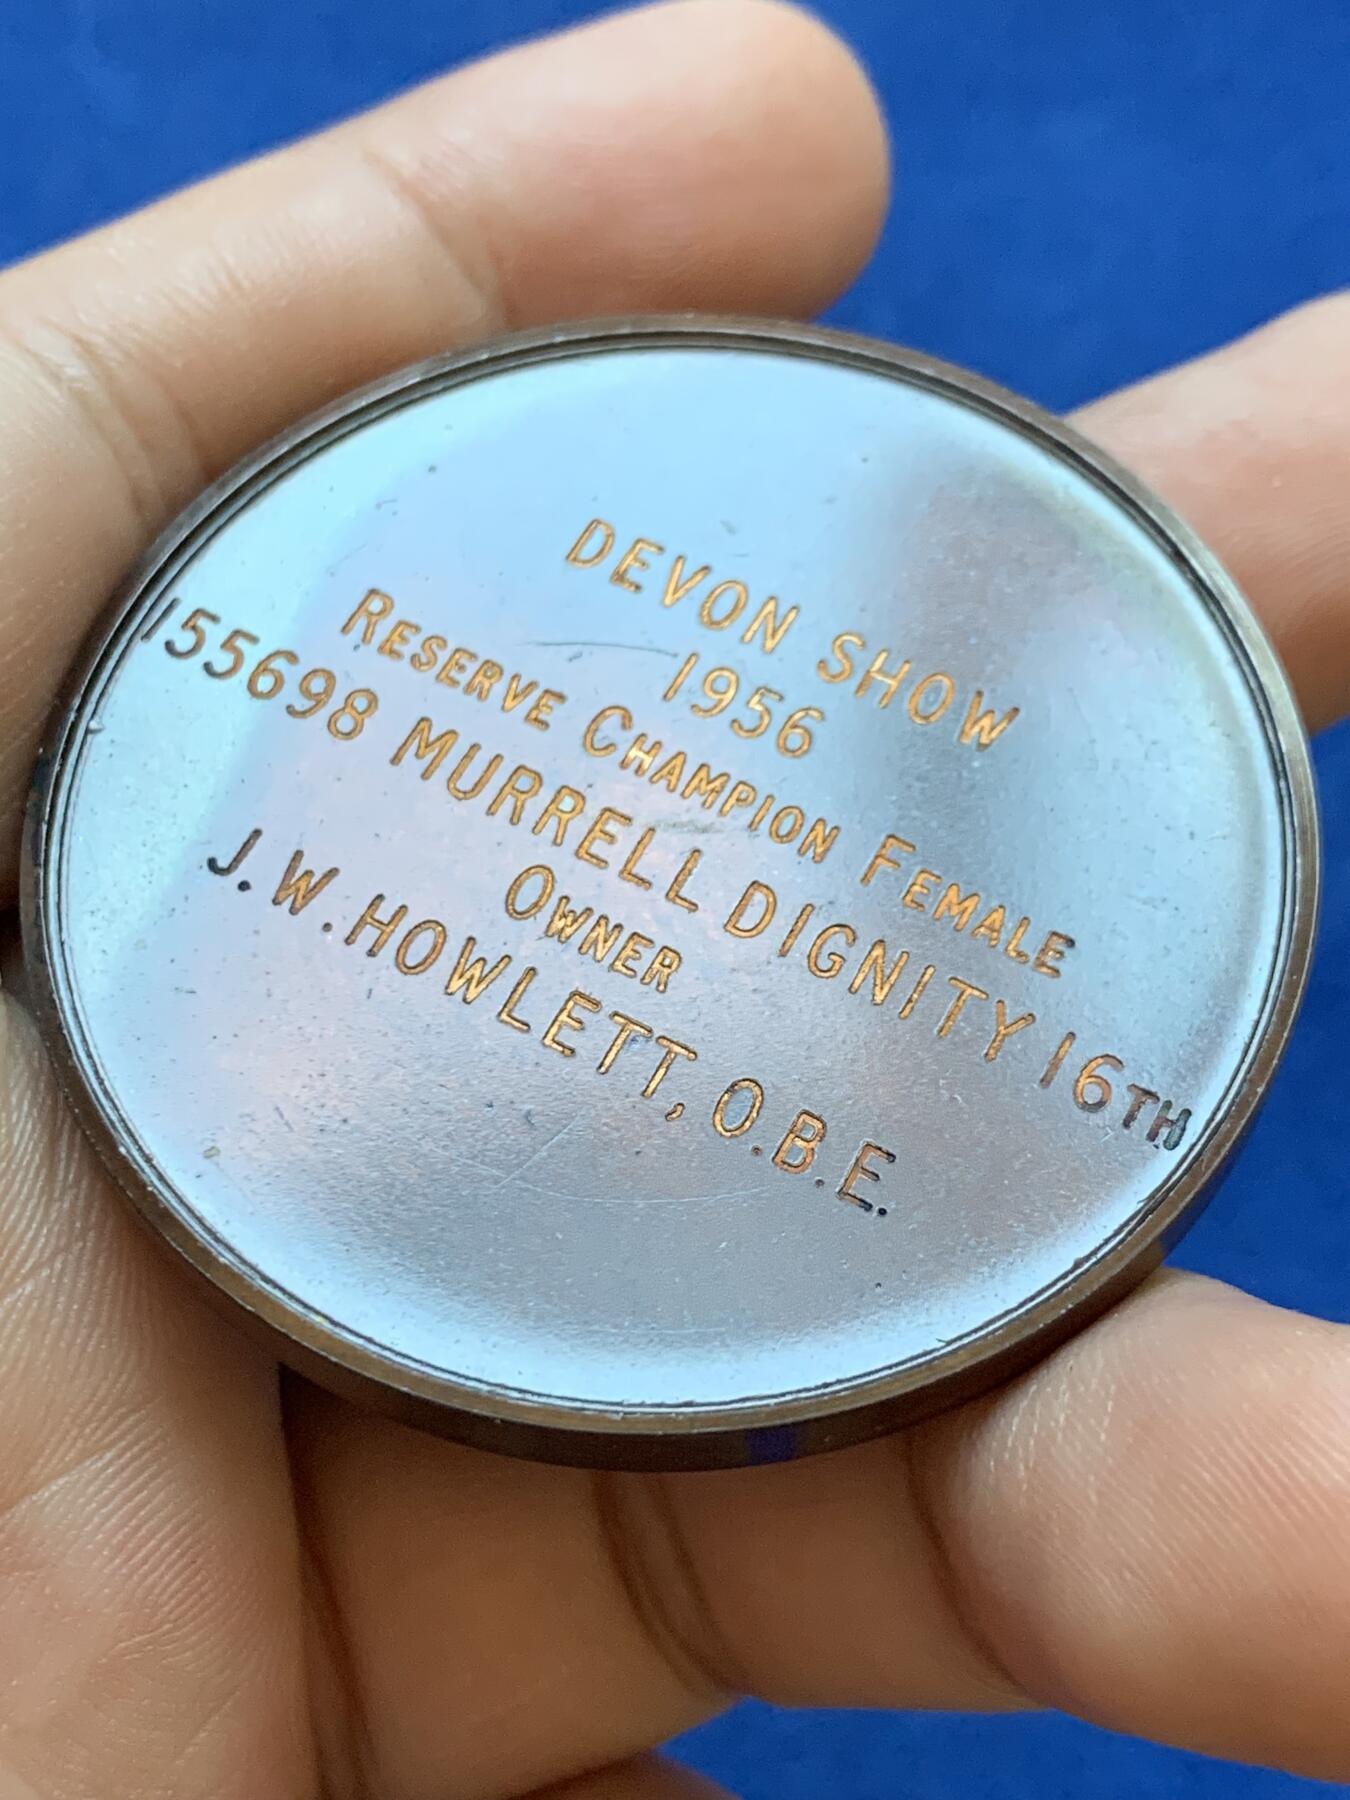 DEVON SHOW
1956
RESERVE CHAMPION FEMALE
155698 MURRELL DIGNITY 16TH
OWNER
J. W. HOWLETT, O.B.E.